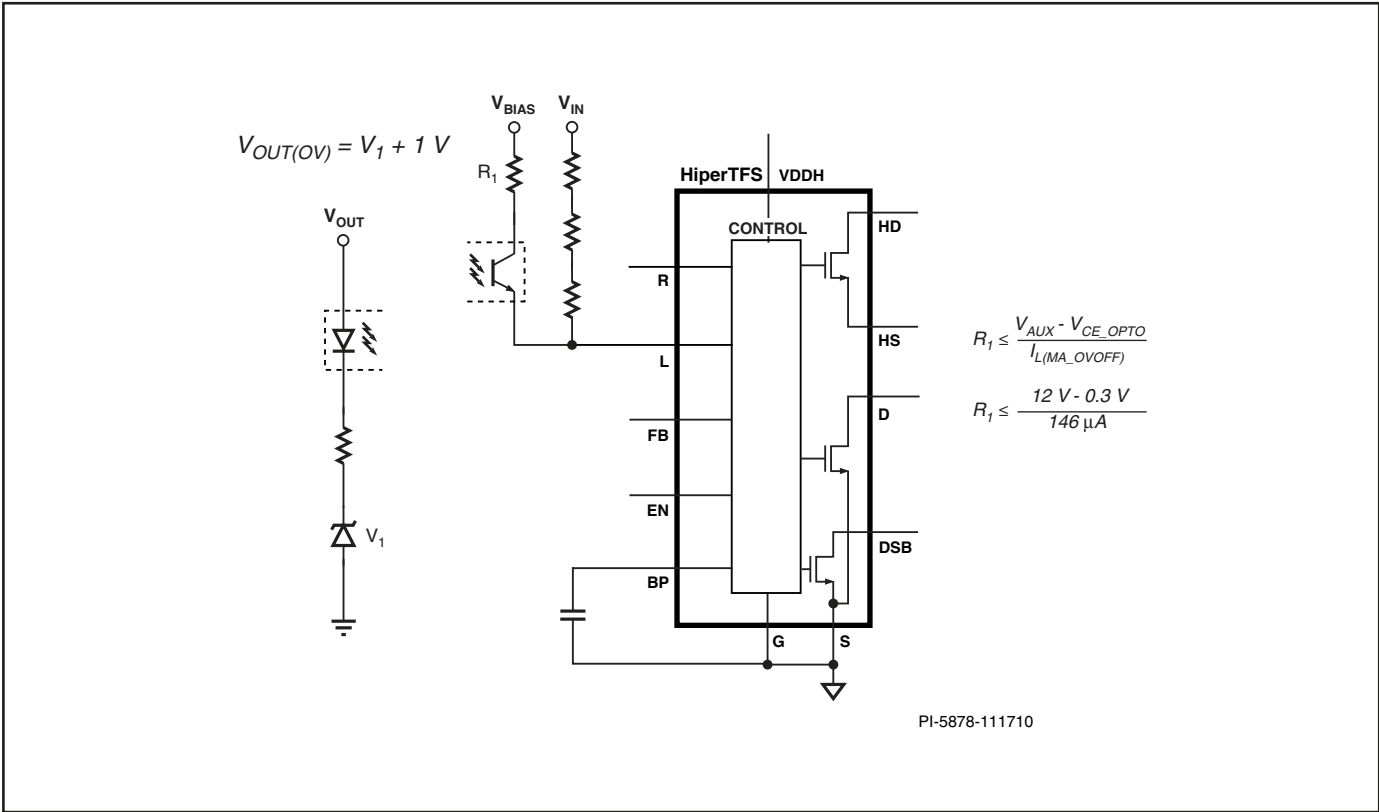 V_BIAS V_IN
V_OUT(OV) = V_1 + 1 V
R_1
HiperTFS VDDH
V_OUT
CONTROL
HD
R
HS
R_1 ≤ (V_AUX - V_CE_OPTO) / I_L(MA_OVOFF)
L
D
R_1 ≤ (12 V - 0.3 V) / 146 μA
FB
EN
V_1
DSB
BP
G S
PI-5878-111710